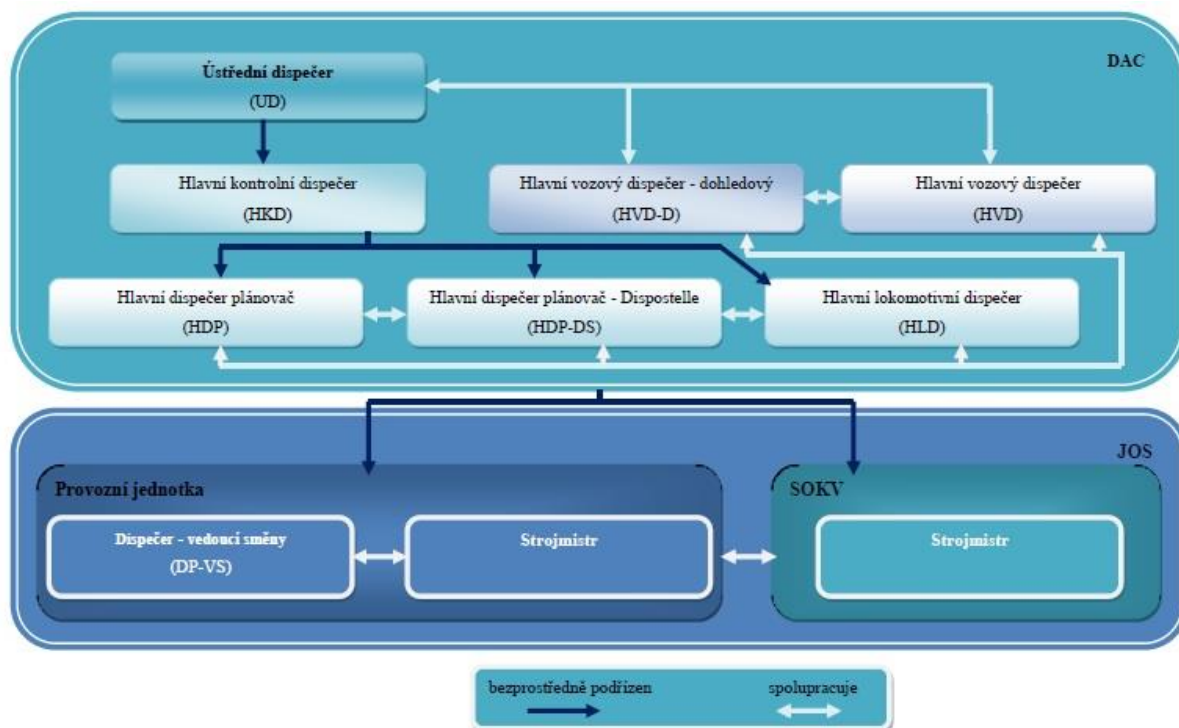 DAC
Ústřední dispečer
(UD)
Hlavní kontrolní dispečer
(HKD)
Hlavní vozový dispečer - dohledový
(HVD-D)
Hlavní vozový dispečer
(HVD)
Hlavní dispečer plánovač
(HDP)
Hlavní dispečer plánovač - Dispostelle
(HDP-DS)
Hlavní lokomotivní dispečer
(HLD)
JOS
Provozní jednotka
SOKV
Dispečer - vedoucí směny
(DP-VS)
Strojmistr
Strojmistr
bezprostředně podřízen
spolupracuje